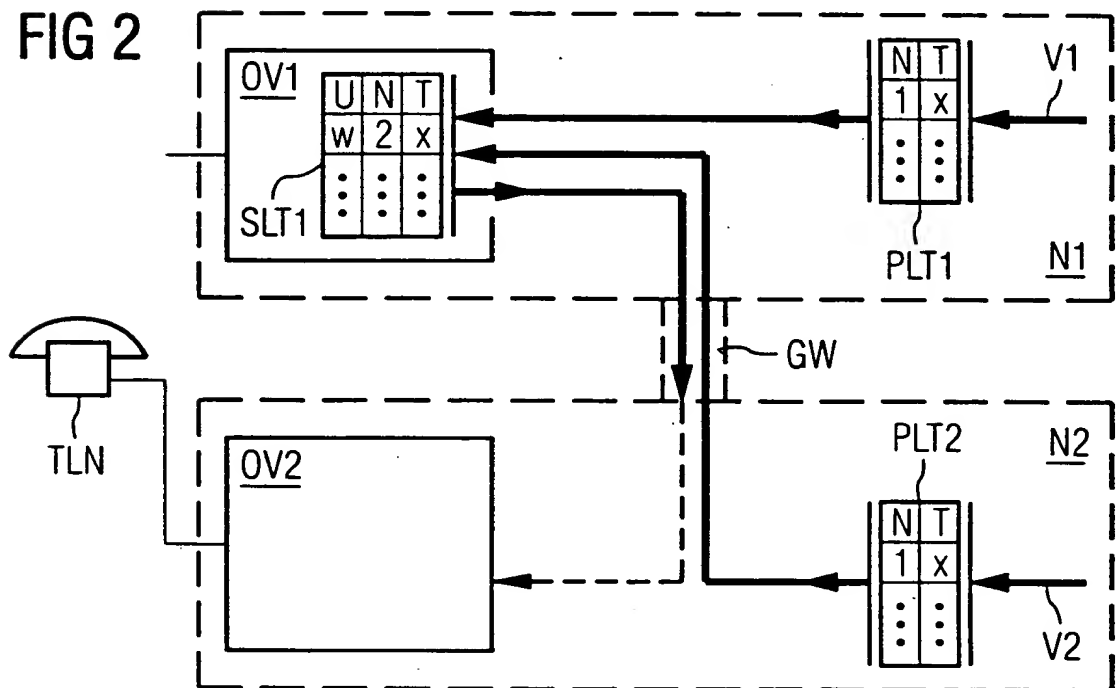 FIG 2
OV1
U N T
w 2 x
SLT1
N T
1 x
PLT1
V1
N1
GW
TLN
OV2
PLT2
N T
1 x
V2
N2